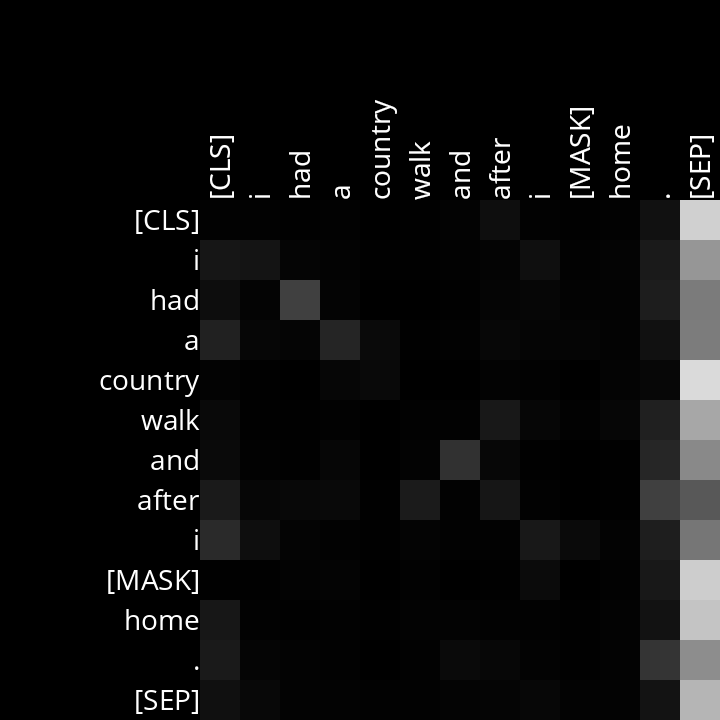 [CLS] i had a country walk and after i [MASK] home . [SEP]
[CLS]
i
had
a
country
walk
and
after
i
[MASK]
home
.
[SEP]